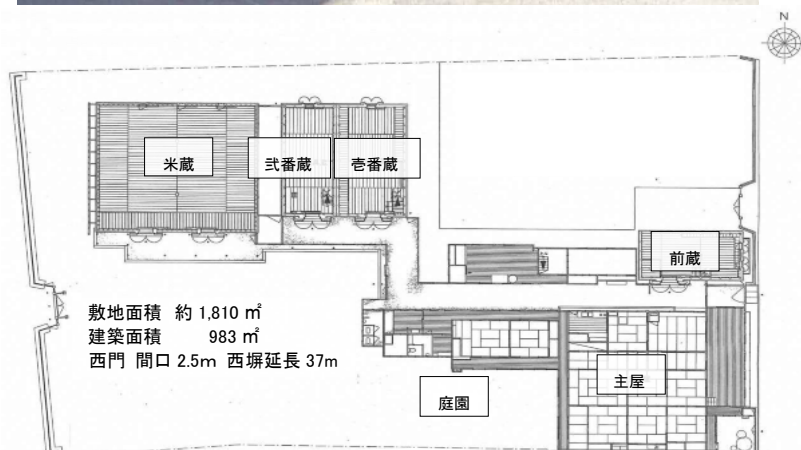 N
米蔵
弐番蔵
壱番蔵
前蔵
敷地面積 約 1,810 ㎡
建築面積 983 ㎡
西門 間口 2.5m 西塀延長 37m
主屋
庭園